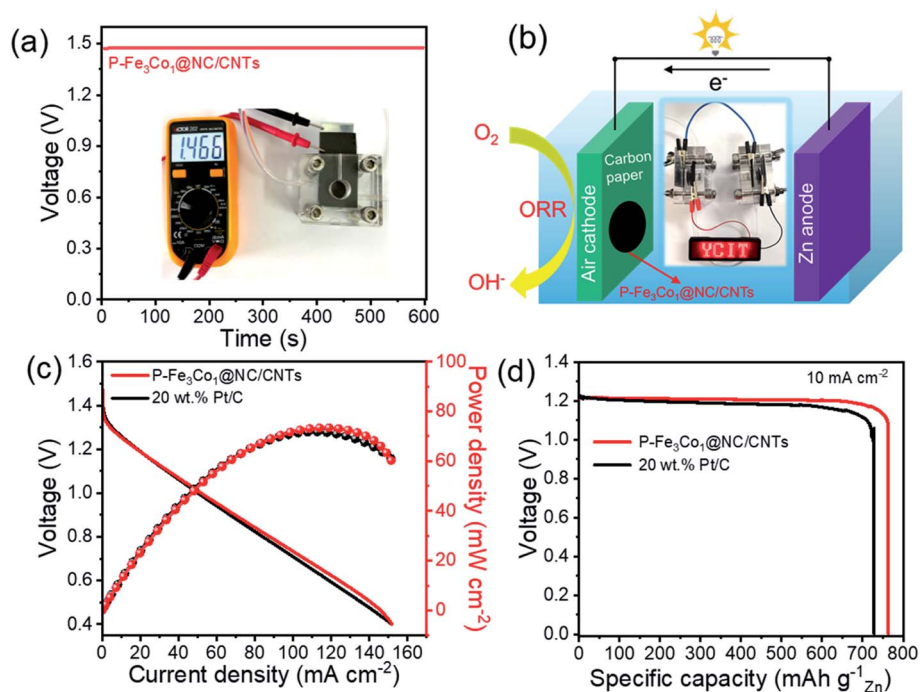 (a)
Voltage (V)
1.5
1.2
0.9
0.6
0.3
0.0
P-Fe₃Co₁@NC/CNTs
1.466
0 100 200 300 400 500 600
Time (s)
(b)
e⁻
O₂
ORR
OH⁻
Air cathode
Carbon
paper
YCIT
Zn anode
P-Fe₃Co₁@NC/CNTs
(c)
Voltage (V)
1.6
1.4
1.2
1.0
0.8
0.6
0.4
P-Fe₃Co₁@NC/CNTs
20 wt.% Pt/C
100
80
60
40
20
0
Power density (mW cm⁻²)
0 20 40 60 80 100 120 140 160
Current density (mA cm⁻²)
(d)
Voltage (V)
1.4
1.2
1.0
0.8
0.6
0.4
0.2
0.0
10 mA cm⁻²
P-Fe₃Co₁@NC/CNTs
20 wt.% Pt/C
0 100 200 300 400 500 600 700 800
Specific capacity (mAh g⁻¹Zn)